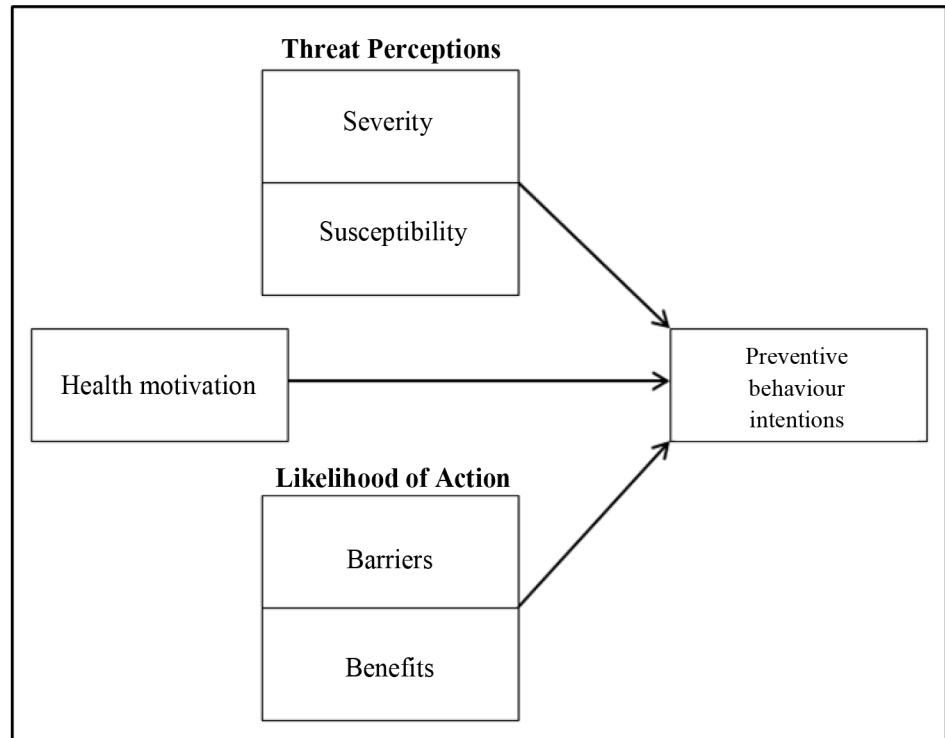 Threat Perceptions
Severity
Susceptibility
Health motivation
Preventive
behaviour
intentions
Likelihood of Action
Barriers
Benefits